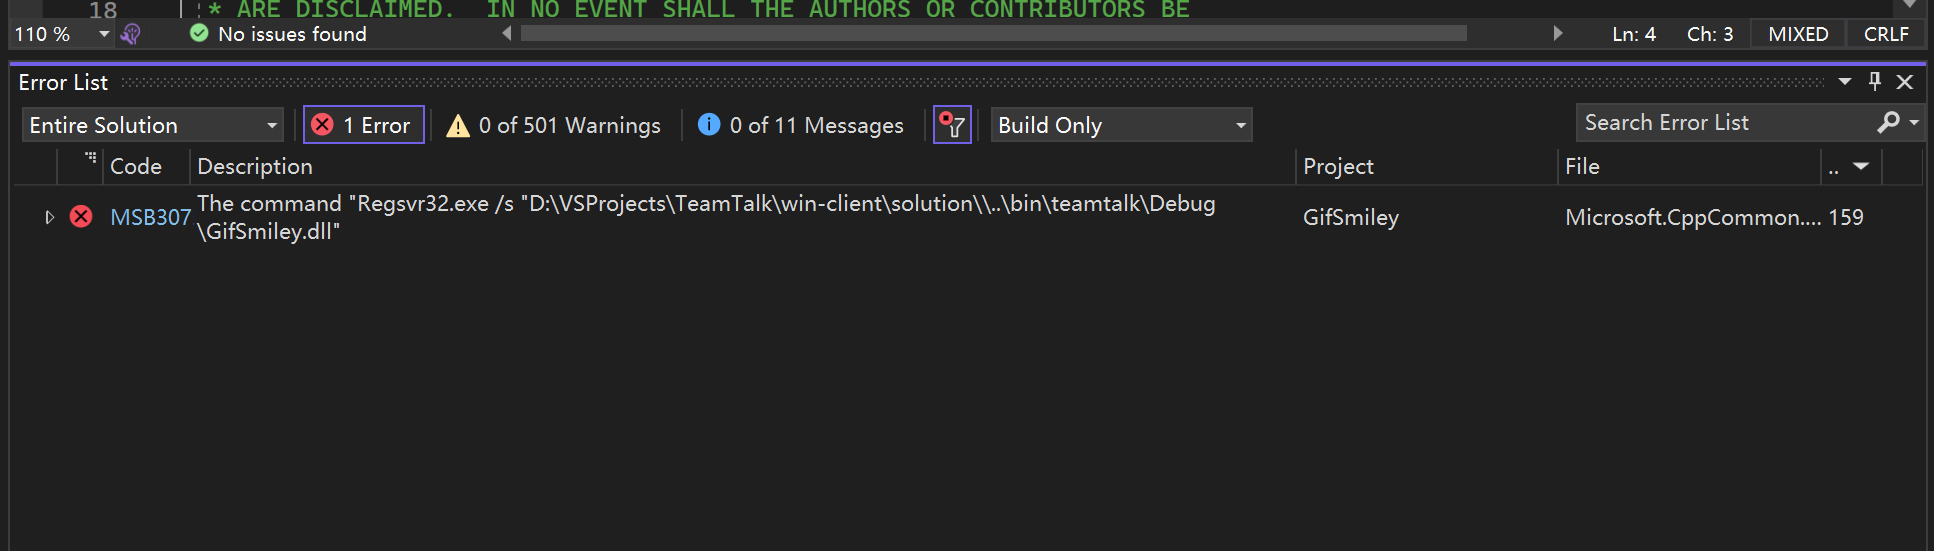 18 * ARE DISCLAIMED.  IN NO EVENT SHALL THE AUTHORS OR CONTRIBUTORS BE
110 % No issues found Ln: 4 Ch: 3 MIXED CRLF
Error List
Entire Solution 1 Error 0 of 501 Warnings 0 of 11 Messages Build Only Search Error List
Code Description Project File ..
MSB307 The command "Regsvr32.exe /s "D:\VSProjects\TeamTalk\win-client\solution\\..\bin\teamtalk\Debug
\GifSmiley.dll" GifSmiley Microsoft.CppCommon.... 159